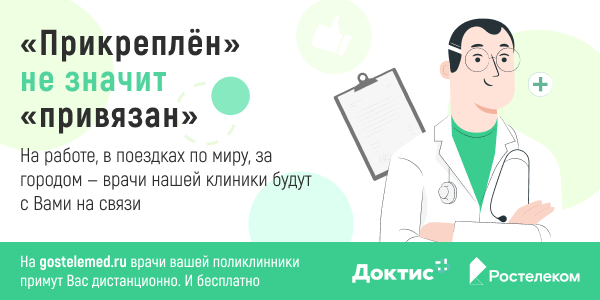 «Прикреплён»
не значит
«привязан»
На работе, в поездках по миру, за
городом – врачи нашей клиники будут
с Вами на связи
На gostelemed.ru врачи вашей поликлинники
примут Вас дистанционно. И бесплатно
Доктис
Ростелеком